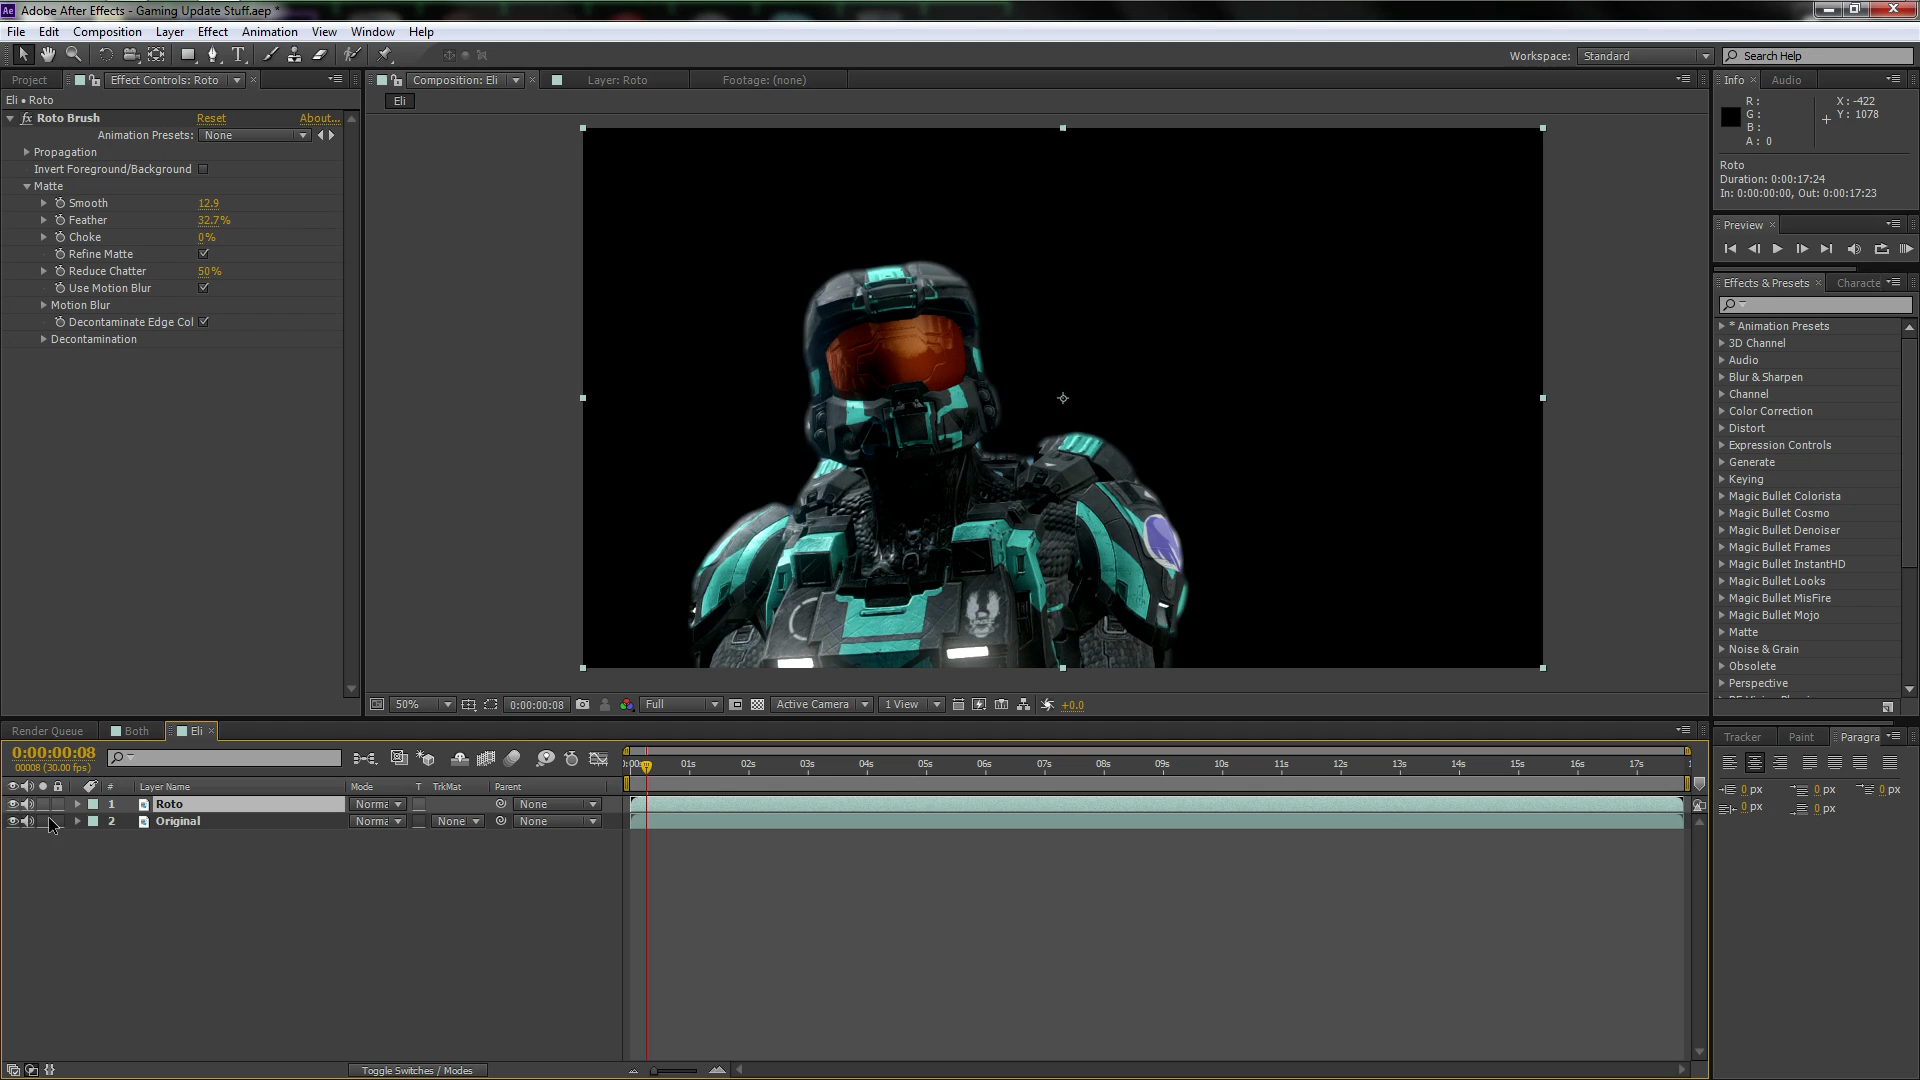 Adobe After Effects - Gaming Update Stuff.aep *
File Edit Composition Layer Effect Animation View Window Help
Workspace: Standard Search Help
Project Effect Controls: Roto
Eli • Roto
fx Roto Brush Reset About...
Animation Presets: None
Propagation
Invert Foreground/Background
Matte
Smooth 12.9
Feather 32.7%
Choke 0%
Refine Matte
Reduce Chatter 50%
Use Motion Blur
Motion Blur
Decontaminate Edge Col
Decontamination
Composition: Eli Layer: Roto Footage: (none)
Eli
50% 0:00:00:08 Full Active Camera 1 View +0.0
Info Audio
R: X: -422
G: Y: 1078
B:
A: 0
Roto
Duration: 0:00:17:24
In: 0:00:00:00, Out: 0:00:17:23
Preview
Effects & Presets Characte
* Animation Presets
3D Channel
Audio
Blur & Sharpen
Channel
Color Correction
Distort
Expression Controls
Generate
Keying
Magic Bullet Colorista
Magic Bullet Cosmo
Magic Bullet Denoiser
Magic Bullet Frames
Magic Bullet InstantHD
Magic Bullet Looks
Magic Bullet MisFire
Magic Bullet Mojo
Matte
Noise & Grain
Obsolete
Perspective
Tracker Paint Paragra
0 px 0 px 0 px
0 px 0 px
Render Queue Both Eli
0:00:00:08
00008 (30.00 fps)
# Layer Name Mode T TrkMat Parent
1 Roto Norma None
2 Original Norma None None
01s 02s 03s 04s 05s 06s 07s 08s 09s 10s 11s 12s 13s 14s 15s 16s 17s
Toggle Switches / Modes